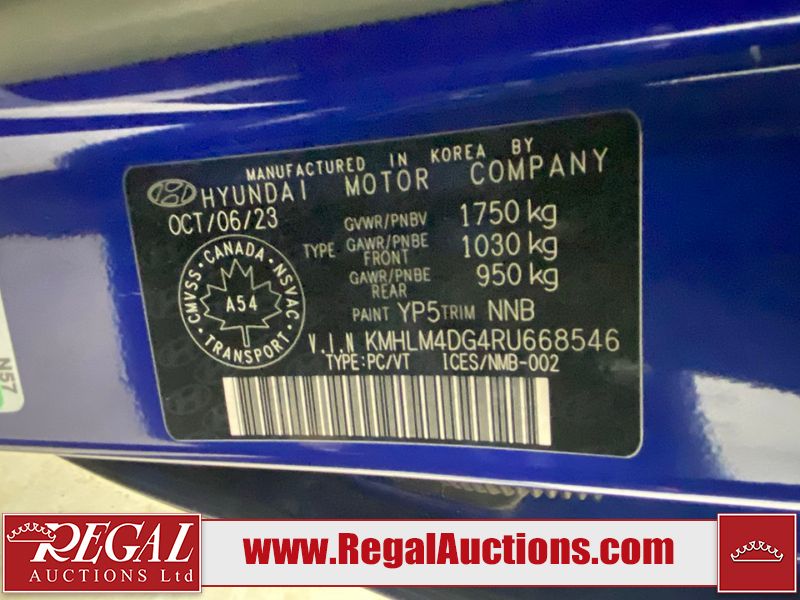 MANUFACTURED IN KOREA BY
HYUNDAI MOTOR COMPANY
OCT/06/23
GVWR/PNBV 1750 kg
TYPE GAWR/PNBE FRONT 1030 kg
GAWR/PNBE REAR 950 kg
PAINT YP5 TRIM NNB
CMVSS · CANADA · NSVAC
A54
TRANSPORT
V.I.N KMHLM4DG4RU668546
TYPE:PC/VT ICES/NMB-002
N57
REGAL
AUCTIONS Ltd
www.RegalAuctions.com